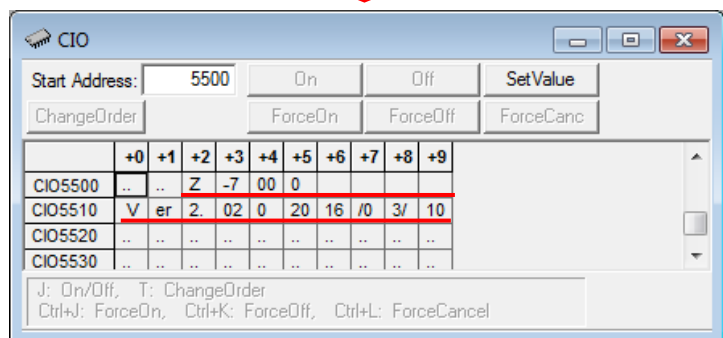 CIO
Start Address: 5500 On Off SetValue
ChangeOrder ForceOn ForceOff ForceCanc
+0 +1 +2 +3 +4 +5 +6 +7 +8 +9
CIO5500 .. .. Z -7 00 0
CIO5510 V er 2. 02 0 20 16 /0 3/ 10
CIO5520 .. .. .. .. .. .. .. .. .. ..
CIO5530 .. .. .. .. .. .. .. .. .. ..
J: On/Off, T: ChangeOrder
Ctrl+J: ForceOn, Ctrl+K: ForceOff, Ctrl+L: ForceCancel